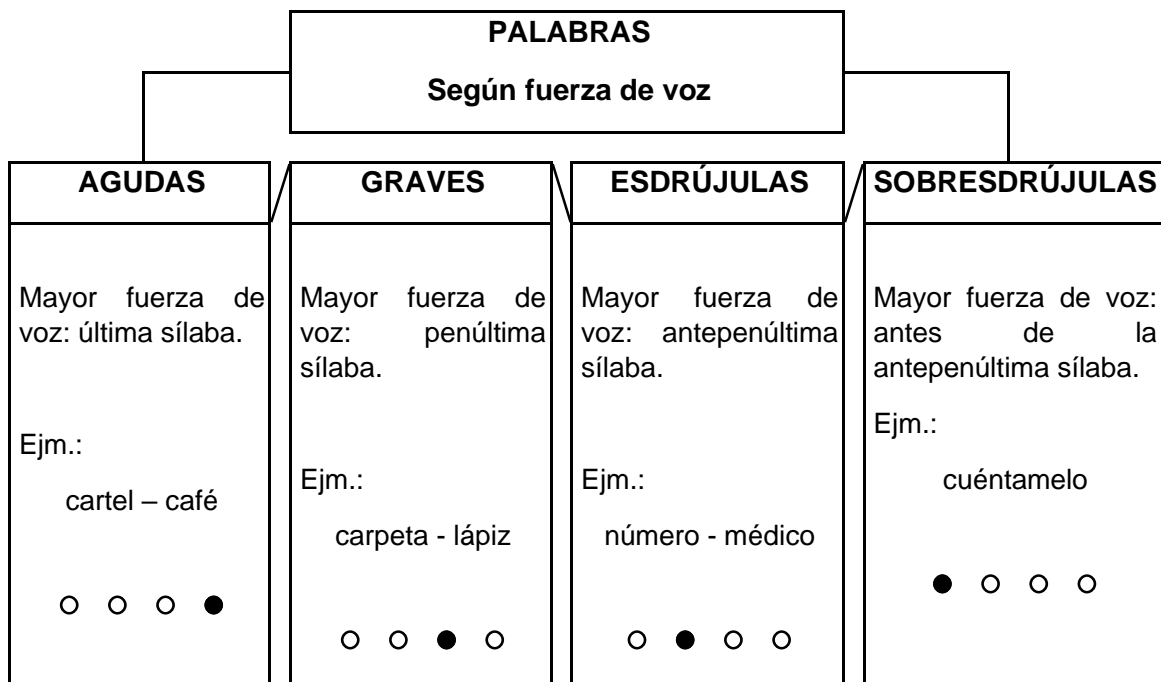 PALABRAS
Según fuerza de voz
AGUDAS
Mayor fuerza de
voz: última sílaba.
Ejm.:
cartel – café
GRAVES
Mayor fuerza de
voz: penúltima
sílaba.
Ejm.:
carpeta - lápiz
ESDRÚJULAS
Mayor fuerza de
voz: antepenúltima
sílaba.
Ejm.:
número - médico
SOBRESDRÚJULAS
Mayor fuerza de voz:
antes de la
antepenúltima sílaba.
Ejm.:
cuéntamelo